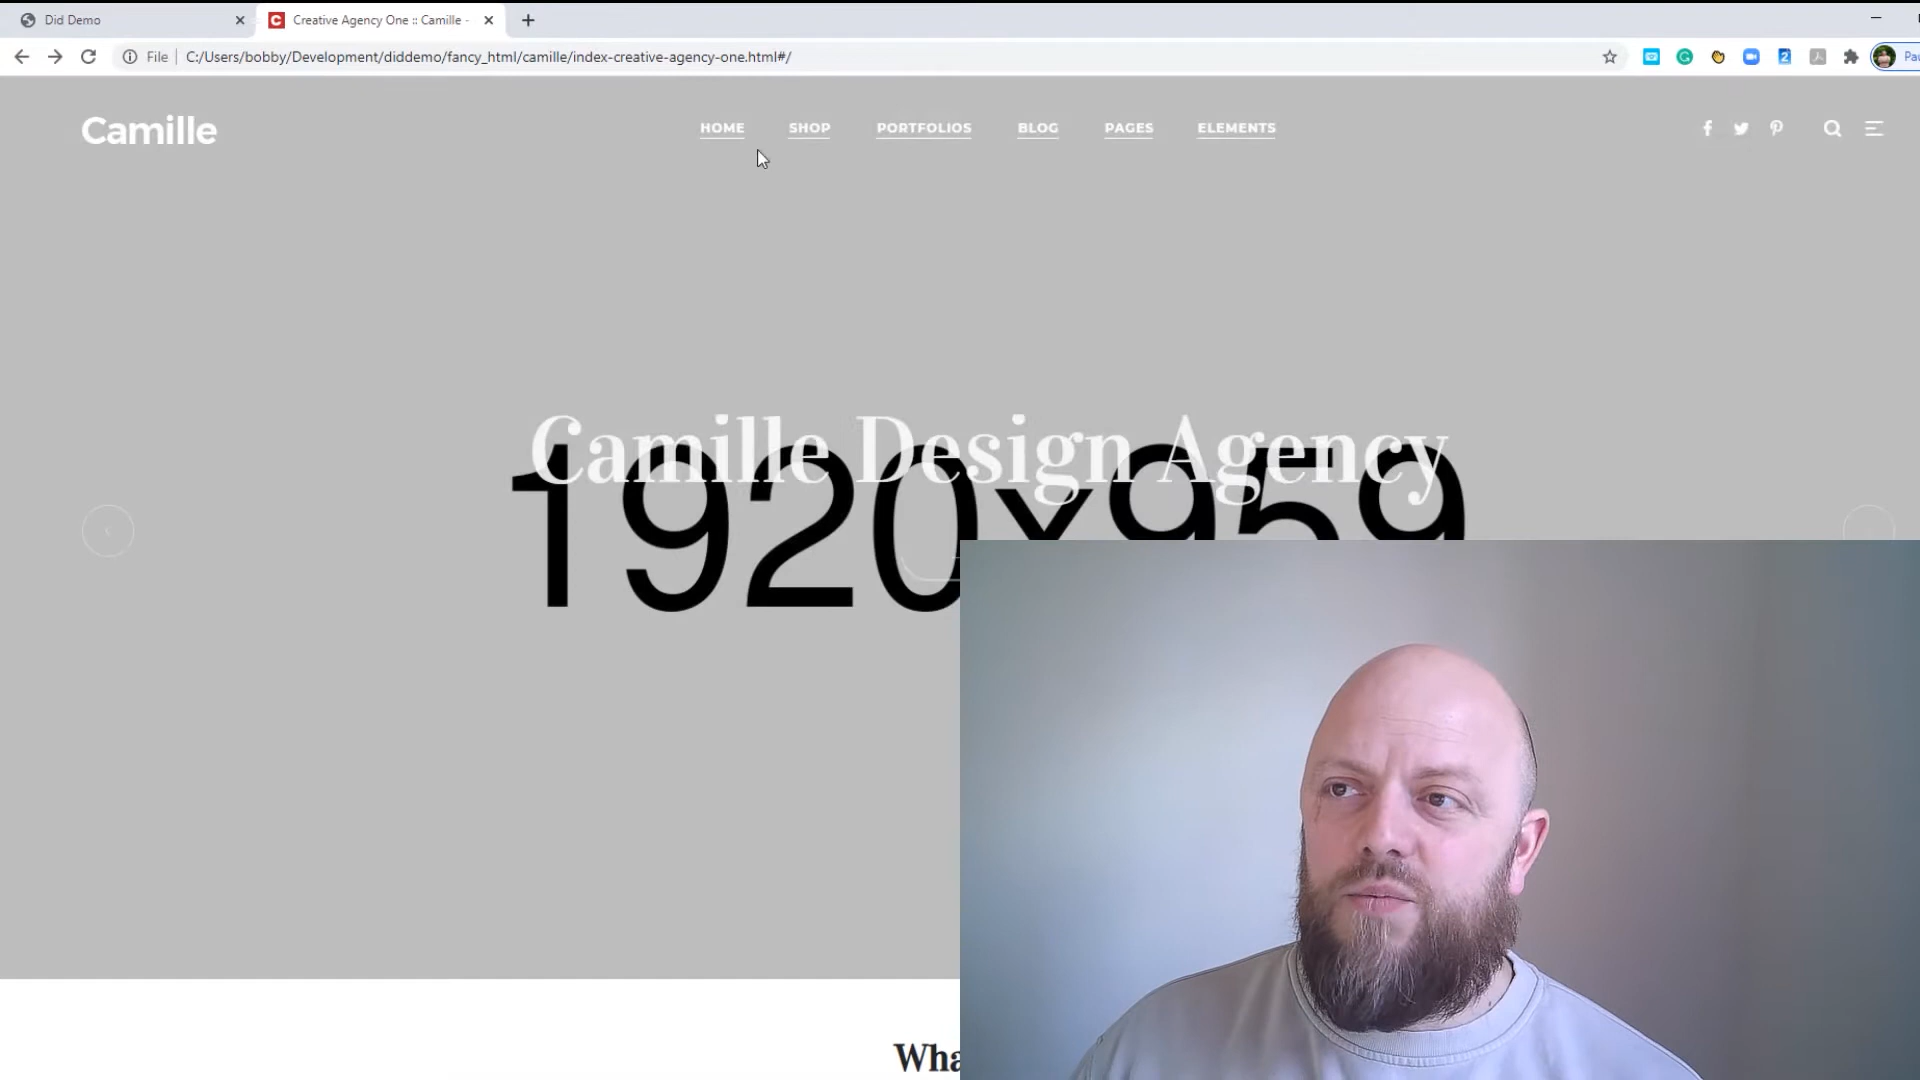 Did Demo
Creative Agency One :: Camille -
File C:/Users/bobby/Development/diddemo/fancy_html/camille/index-creative-agency-one.html#/
Camille
HOME SHOP PORTFOLIOS BLOG PAGES ELEMENTS
Camille Design Agency
1920x959